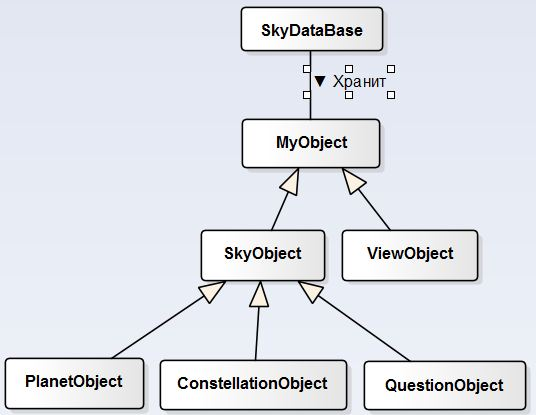 SkyDataBase
▼ Хранит
MyObject
SkyObject
ViewObject
PlanetObject
ConstellationObject
QuestionObject